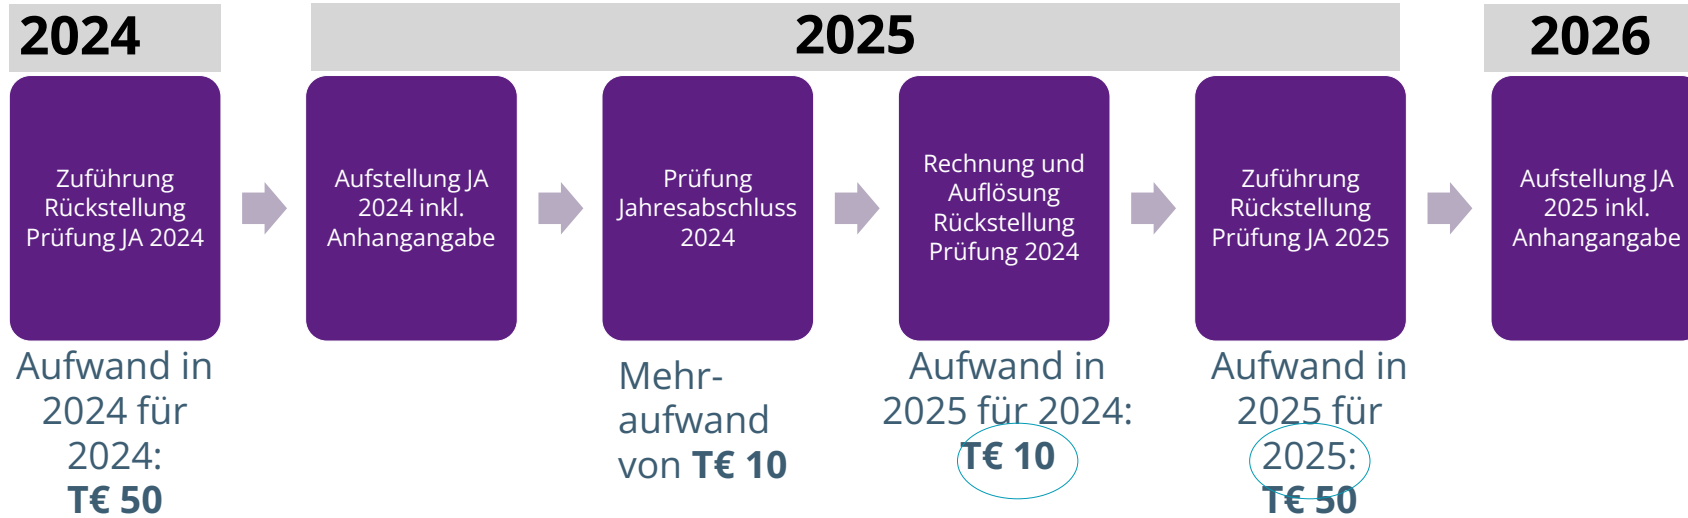 2024
2025
2026
Zuführung
Rückstellung
Prüfung JA 2024
Aufstellung JA
2024 inkl.
Anhangangabe
Prüfung
Jahresabschluss
2024
Rechnung und
Auflösung
Rückstellung
Prüfung 2024
Zuführung
Rückstellung
Prüfung JA 2025
Aufstellung JA
2025 inkl.
Anhangangabe
Aufwand in
2024 für
2024:
T€ 50
Mehr-
aufwand
von T€ 10
Aufwand in
2025 für 2024:
T€ 10
Aufwand in
2025 für
2025:
T€ 50